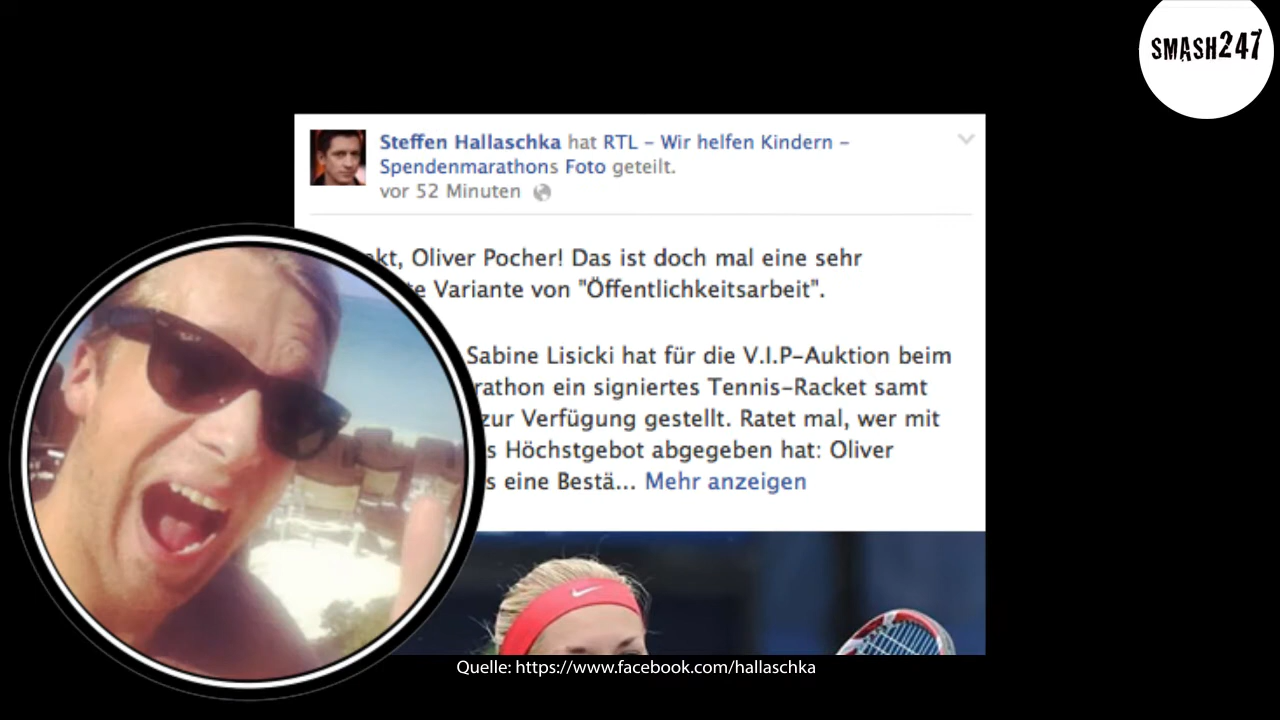 SMASH247
Steffen Hallaschka hat RTL – Wir helfen Kindern –
Spendenmarathons Foto geteilt.
vor 52 Minuten
Oliver Pocher! Das ist doch mal eine sehr
Variante von "Öffentlichkeitsarbeit".
Sabine Lisicki hat für die V.I.P-Auktion beim
ein signiertes Tennis-Racket samt
zur Verfügung gestellt. Ratet mal, wer mit
Höchstgebot abgegeben hat: Oliver
eine Bestä... Mehr anzeigen
Quelle: https://www.facebook.com/hallaschka